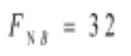 F_{NB} = 32